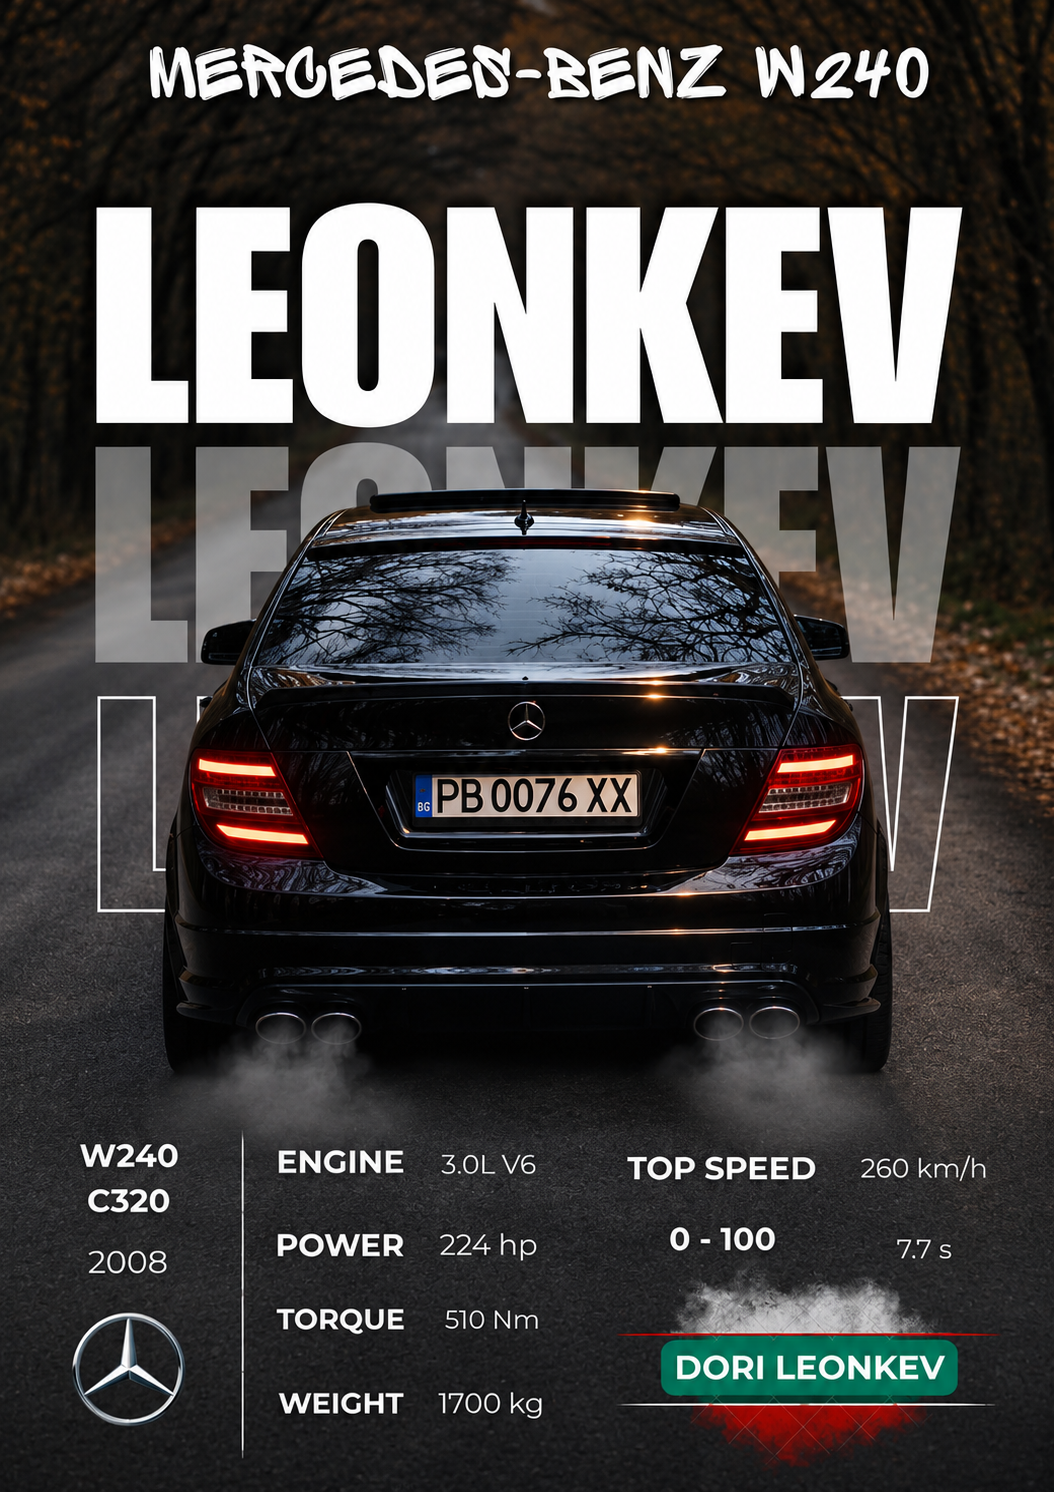 MERCEDES-BENZ W240
LEONKEV
LEONKEV
BG PB 0076 XX
W240
C320
2008
ENGINE 3.0L V6
POWER 224 hp
TORQUE 510 Nm
WEIGHT 1700 kg
TOP SPEED 260 km/h
0 - 100 7.7 s
DORI LEONKEV